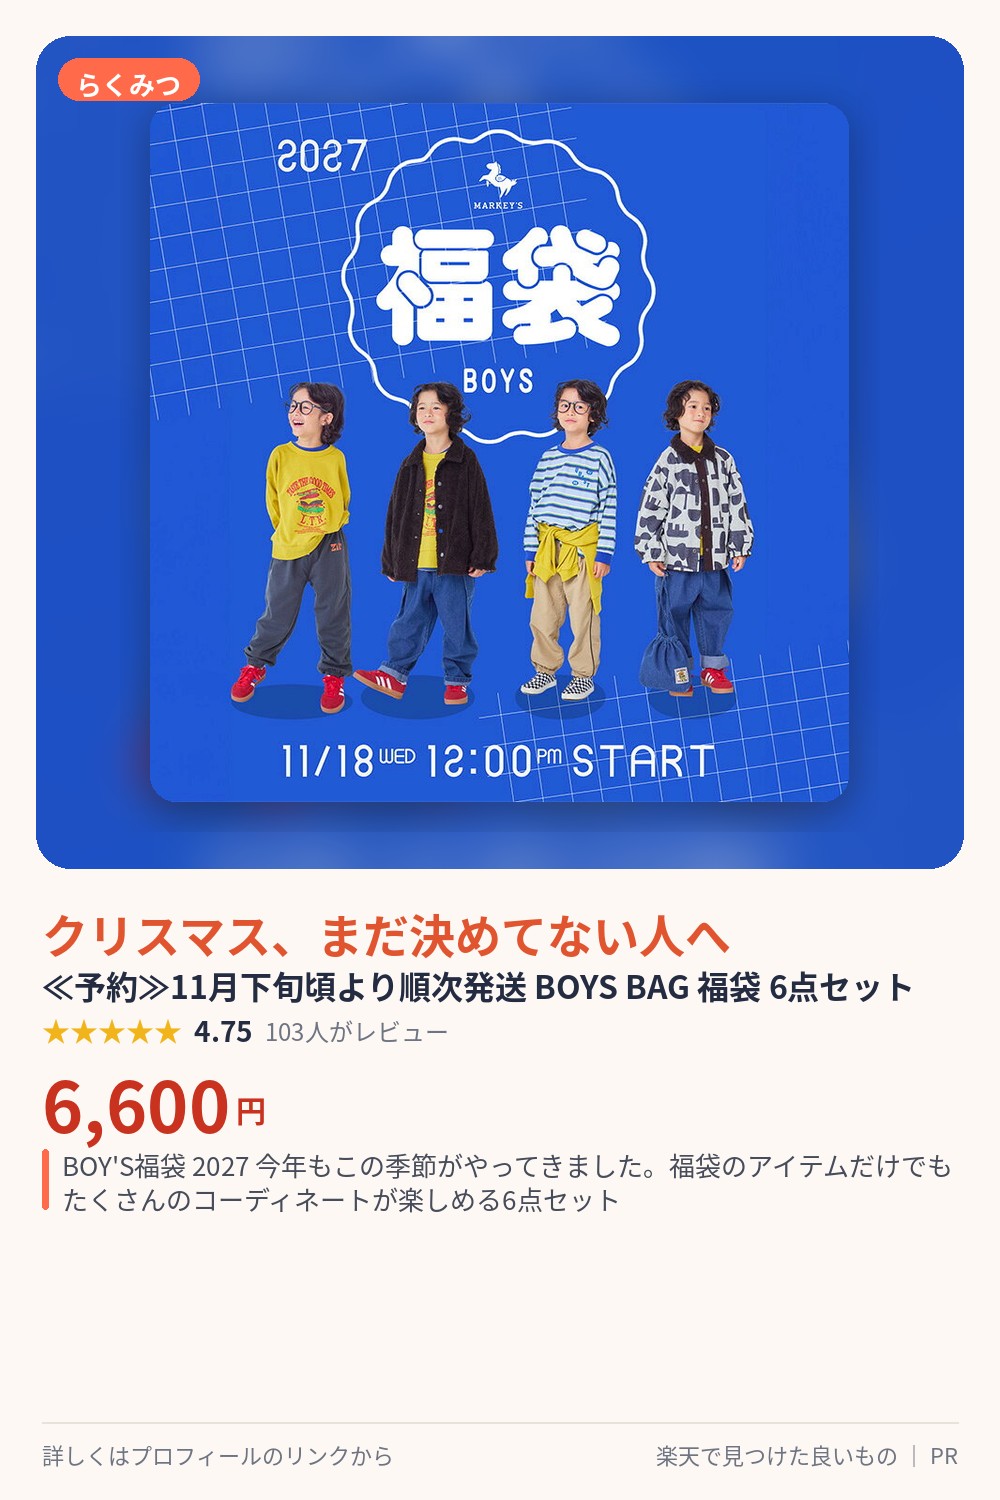 らくみつ
2027
MARKEY'S
福袋
BOYS
TASTE THE GOOD TIMES
L.T.R.
11/18 WED 12:00 PM START
クリスマス、まだ決めてない人へ
≪予約≫11月下旬頃より順次発送 BOYS BAG 福袋 6点セット
★★★★★ 4.75 103人がレビュー
6,600円
BOY'S福袋 2027 今年もこの季節がやってきました。福袋のアイテムだけでも
たくさんのコーディネートが楽しめる6点セット
詳しくはプロフィールのリンクから
楽天で見つけた良いもの | PR